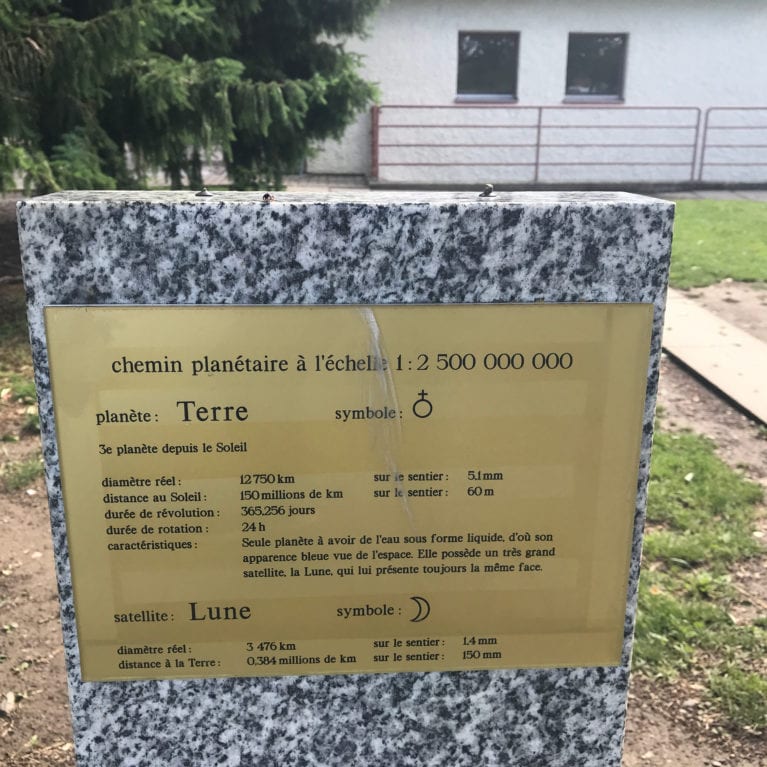 chemin planétaire à l'échelle 1 : 2 500 000 000
planète : Terre symbole : ♁
3e planète depuis le Soleil
diamètre réel : 12 750 km sur le sentier : 5.1 mm
distance au Soleil : 150 millions de km sur le sentier : 60 m
durée de révolution : 365,256 jours
durée de rotation : 24 h
caractéristiques : Seule planète à avoir de l'eau sous forme liquide, d'où son
apparence bleue vue de l'espace. Elle possède un très grand
satellite, la Lune, qui lui présente toujours la même face.
satellite : Lune symbole : ☽
diamètre réel : 3 476 km sur le sentier : 1.4 mm
distance à la Terre : 0,384 millions de km sur le sentier : 150 mm